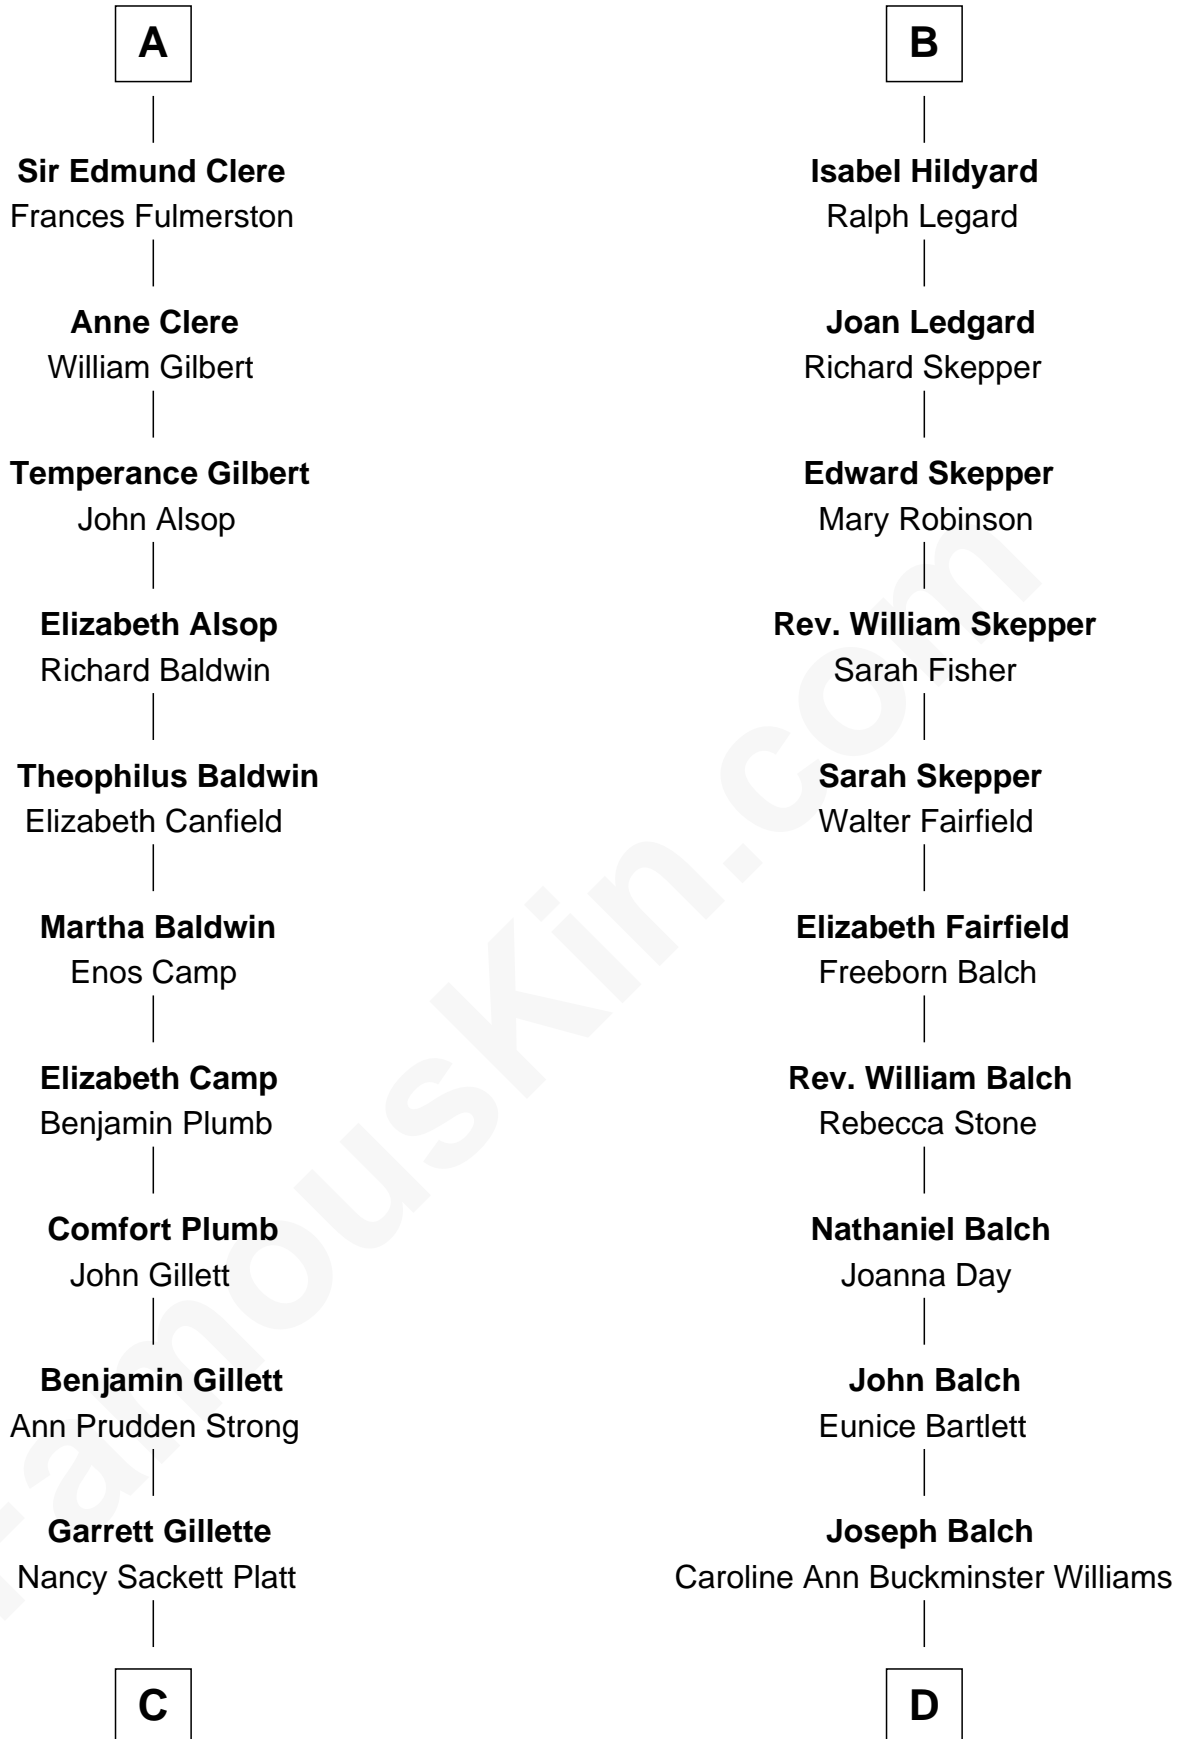 A
Sir Edmund Clere
Frances Fulmerston
Anne Clere
William Gilbert
Temperance Gilbert
John Alsop
Elizabeth Alsop
Richard Baldwin
Theophilus Baldwin
Elizabeth Canfield
Martha Baldwin
Enos Camp
Elizabeth Camp
Benjamin Plumb
Comfort Plumb
John Gillett
Benjamin Gillett
Ann Prudden Strong
Garrett Gillette
Nancy Sackett Platt
C
B
Isabel Hildyard
Ralph Legard
Joan Ledgard
Richard Skepper
Edward Skepper
Mary Robinson
Rev. William Skepper
Sarah Fisher
Sarah Skepper
Walter Fairfield
Elizabeth Fairfield
Freeborn Balch
Rev. William Balch
Rebecca Stone
Nathaniel Balch
Joanna Day
John Balch
Eunice Bartlett
Joseph Balch
Caroline Ann Buckminster Williams
D
FamousKin.com